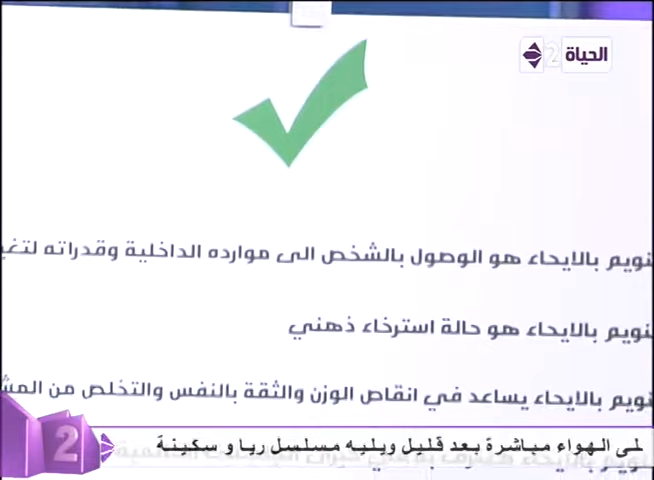 الحياة 2
نويم بالايحاء هو الوصول بالشخص الى موارده الداخلية وقدراته لتغي
نويم بالايحاء هو حالة استرخاء ذهني
نويم بالايحاء يساعد في انقاص الوزن والثقة بالنفس والتخلص من المش
2
لى الهواء مباشرة بعد قليل ويليه مسلسل ريا و سكينة